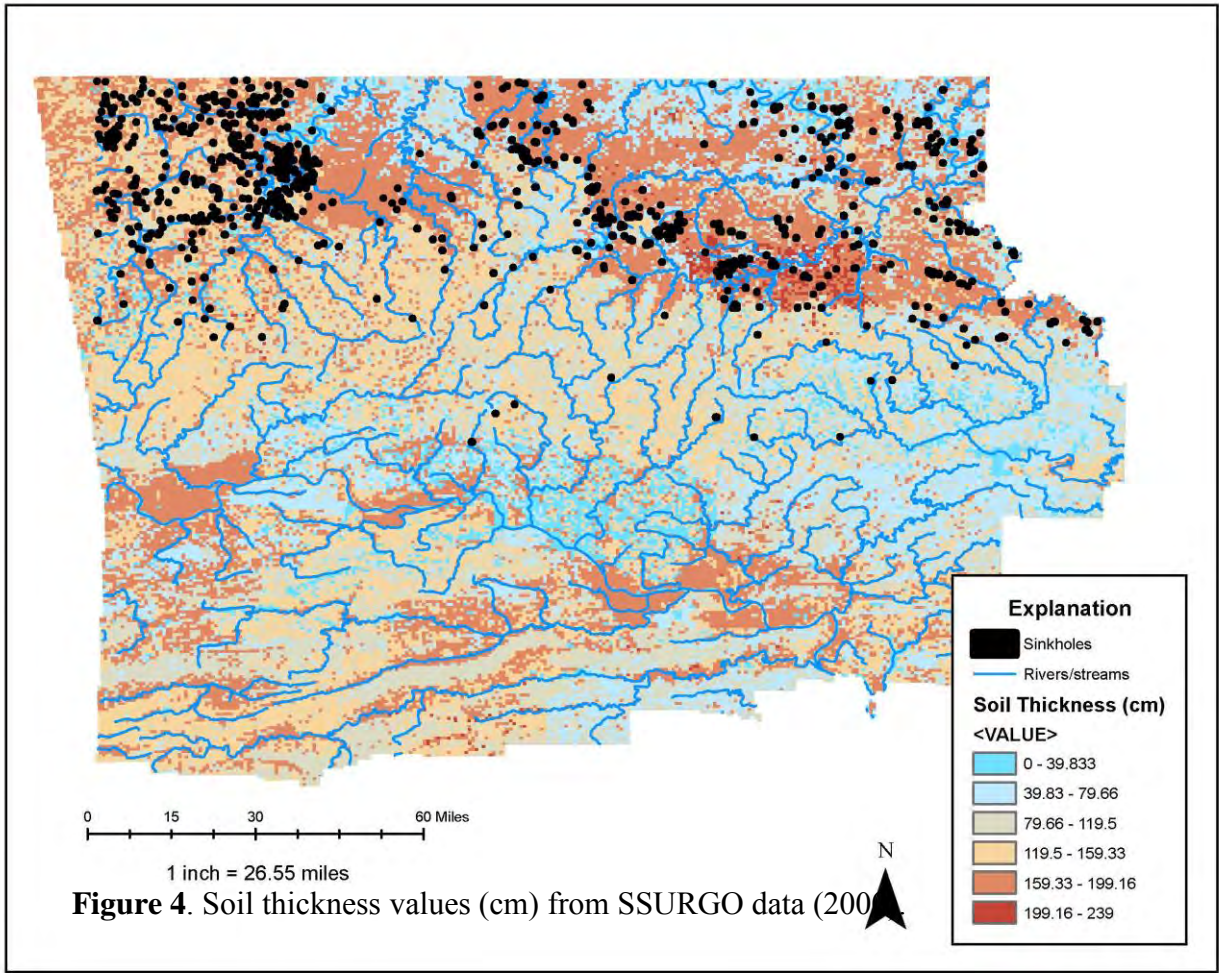 0 15 30 60 Miles
1 inch = 26.55 miles
Figure 4. Soil thickness values (cm) from SSURGO data
N
Explanation
Sinkholes
Rivers/streams
Soil Thickness (cm)
<VALUE>
0 - 39.833
39.83 - 79.66
79.66 - 119.5
119.5 - 159.33
159.33 - 199.16
199.16 - 239